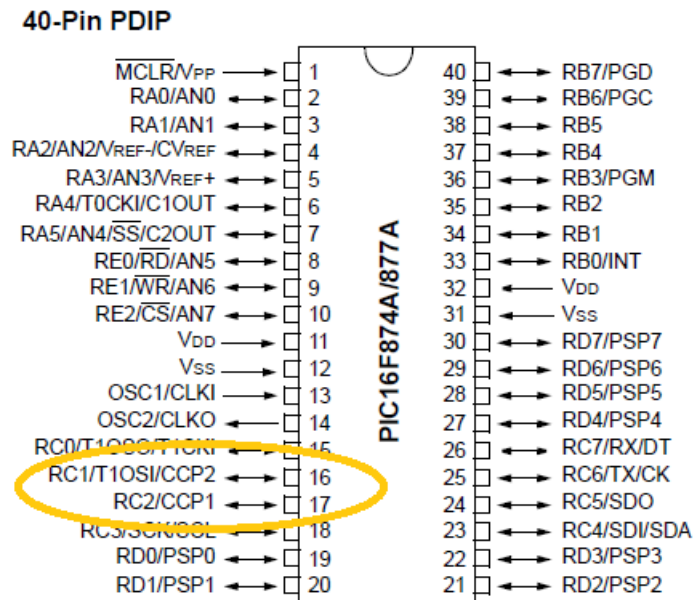 40-Pin PDIP
MCLR/VPP 1 40 RB7/PGD
RA0/AN0 2 39 RB6/PGC
RA1/AN1 3 38 RB5
RA2/AN2/VREF-/CVREF 4 37 RB4
RA3/AN3/VREF+ 5 36 RB3/PGM
RA4/T0CKI/C1OUT 6 35 RB2
RA5/AN4/SS/C2OUT 7 34 RB1
RE0/RD/AN5 8 33 RB0/INT
RE1/WR/AN6 9 32 VDD
RE2/CS/AN7 10 31 VSS
VDD 11 30 RD7/PSP7
VSS 12 29 RD6/PSP6
OSC1/CLKI 13 28 RD5/PSP5
OSC2/CLKO 14 27 RD4/PSP4
RC0/T1OSO/T1CKI 15 26 RC7/RX/DT
RC1/T1OSI/CCP2 16 25 RC6/TX/CK
RC2/CCP1 17 24 RC5/SDO
RC3/SCK/SCL 18 23 RC4/SDI/SDA
RD0/PSP0 19 22 RD3/PSP3
RD1/PSP1 20 21 RD2/PSP2
PIC16F874A/877A